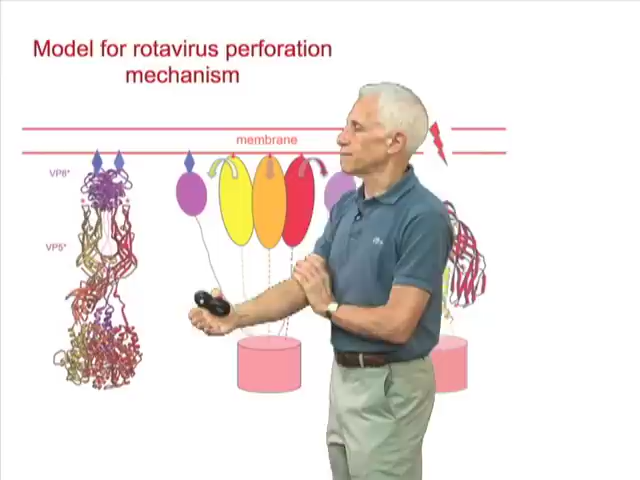 Model for rotavirus perforation
mechanism
membrane
VP8*
VP5*